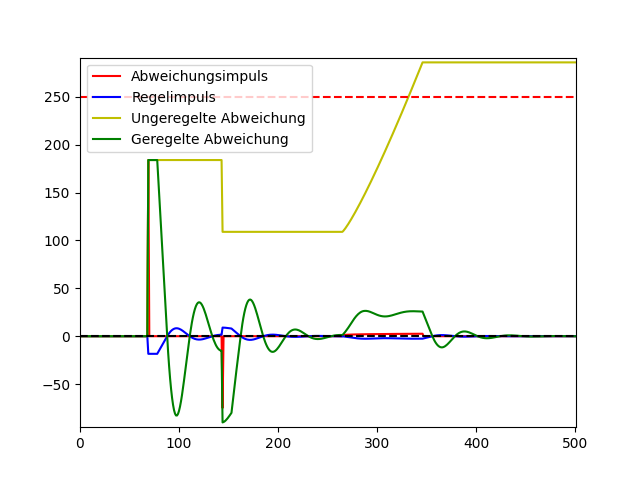 Abweichungsimpuls
Regelimpuls
Ungeregelte Abweichung
Geregelte Abweichung
250
200
150
100
50
0
−50
0 100 200 300 400 500